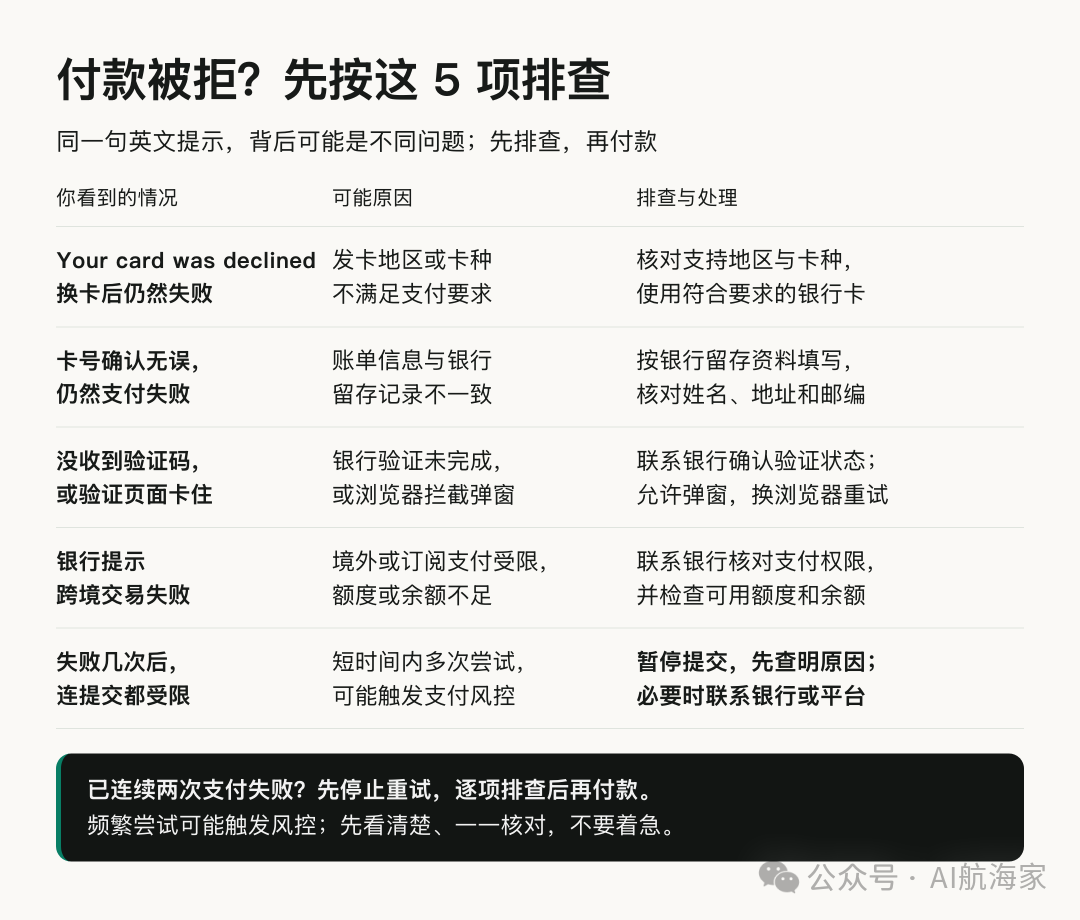 付款被拒？先按这 5 项排查
同一句英文提示，背后可能是不同问题；先排查，再付款
你看到的情况 可能原因 排查与处理
Your card was declined 发卡地区或卡种 核对支持地区与卡种，
换卡后仍然失败 不满足支付要求 使用符合要求的银行卡
卡号确认无误， 账单信息与银行 按银行留存资料填写，
仍然支付失败 留存记录不一致 核对姓名、地址和邮编
没收到验证码， 银行验证未完成， 联系银行确认验证状态；
或验证页面卡住 或浏览器拦截弹窗 允许弹窗，换浏览器重试
银行提示 境外或订阅支付受限， 联系银行核对支付权限，
跨境交易失败 额度或余额不足 并检查可用额度和余额
失败几次后， 短时间内多次尝试， 暂停提交，先查明原因；
连提交都受限 可能触发支付风控 必要时联系银行或平台
已连续两次支付失败？先停止重试，逐项排查后再付款。
频繁尝试可能触发风控；先看清楚、一一核对，不要着急。
公众号 · AI航海家